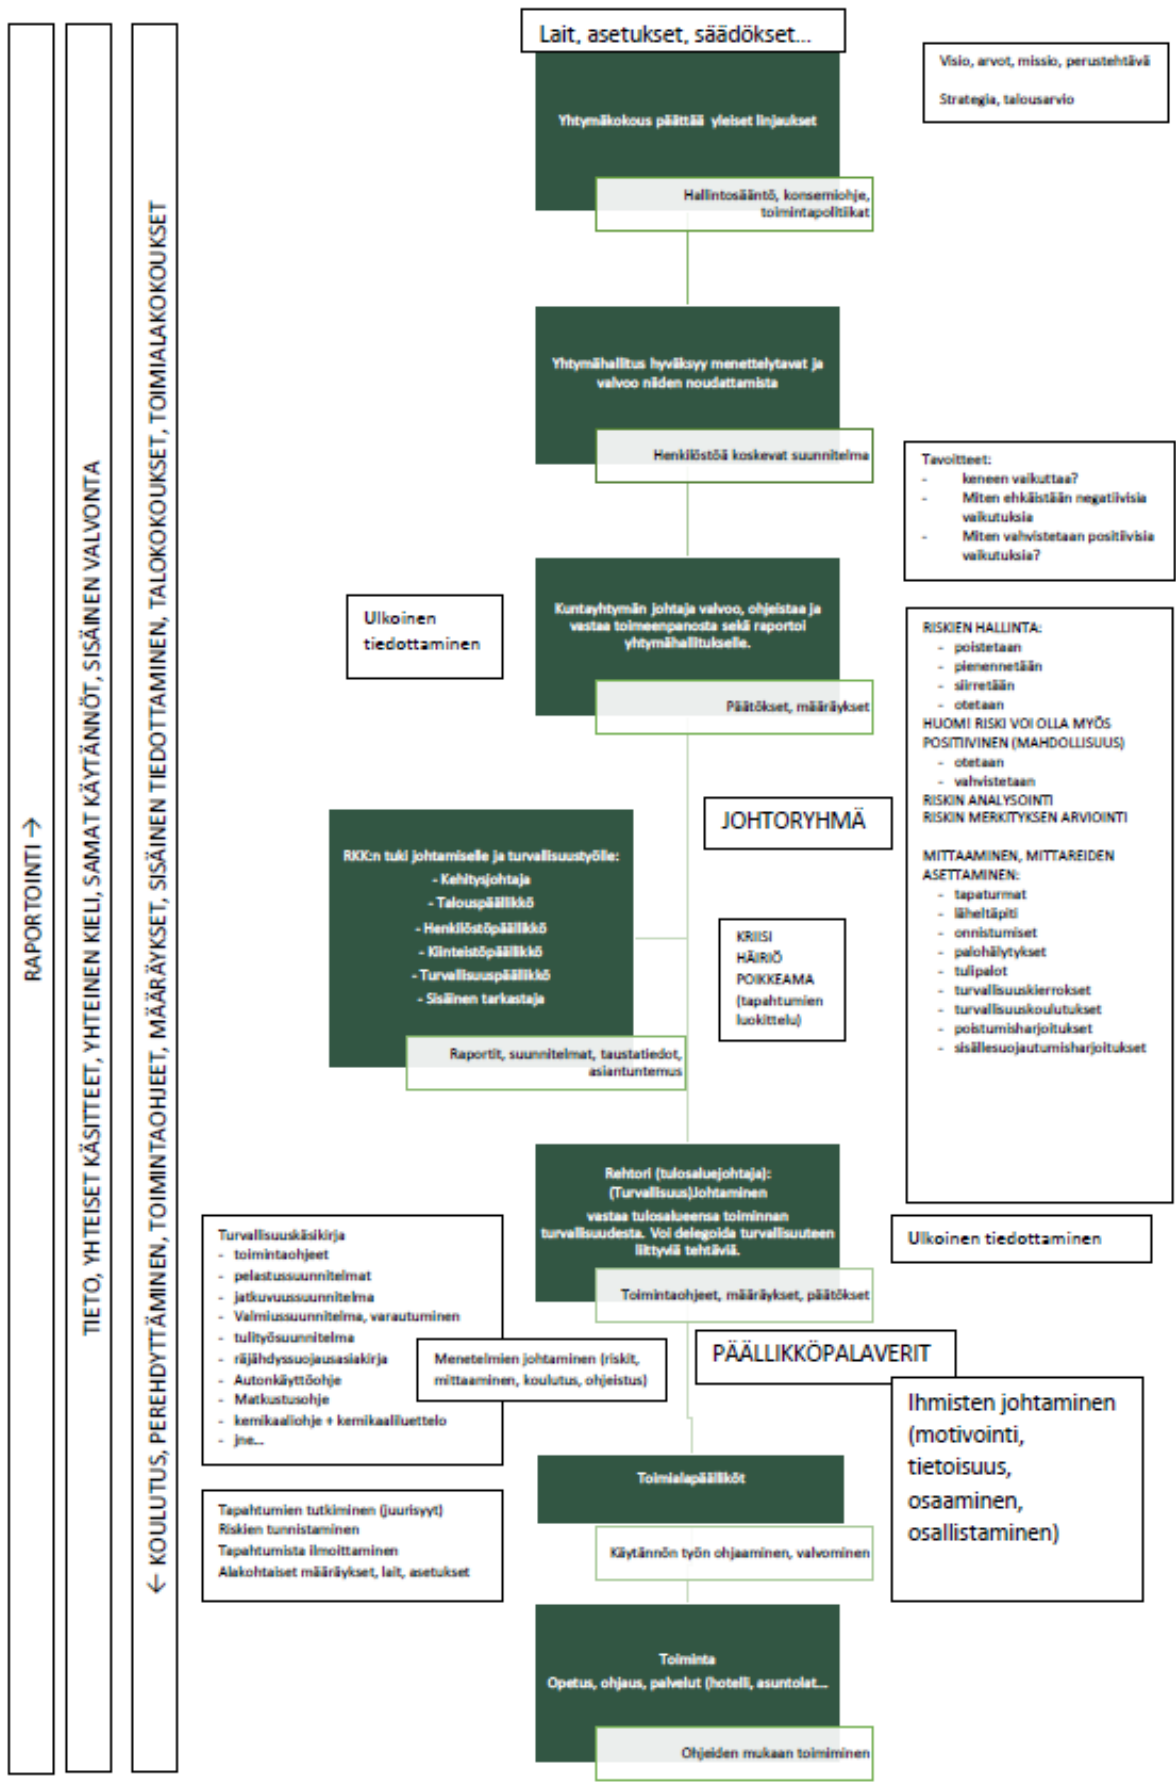 Lait, asetukset, säädökset...
Visio, arvot, missio, perustehtävä
Strategia, talousarvio
Yhtymäkokous päättää yleiset linjaukset
Hallintosääntö, konserniohje,
toimintapolitiikat
Yhtymähallitus hyväksyy menettelytavat ja
valvoo niiden noudattamista
Henkilöstöä koskevat suunnitelma
Tavoitteet:
- keneen vaikuttaa?
- Miten ehkäistään negatiivisia
vaikutuksia
- Miten vahvistetaan positiivisia
vaikutuksia?
Kuntayhtymän johtaja valvoo, ohjeistaa ja
vastaa toimeenpanosta sekä raportoi
yhtymähallitukselle.
Päätökset, määräykset
Ulkoinen
tiedottaminen
RISKIEN HALLINTA:
- poistetaan
- pienennetään
- siirretään
- otetaan
HUOM! RISKI VOI OLLA MYÖS
POSITIIVINEN (MAHDOLLISUUS)
- otetaan
- vahvistetaan
RISKIN ANALYSOINTI
RISKIN MERKITYKSEN ARVIOINTI
MITTAAMINEN, MITTAREIDEN
ASETTAMINEN:
- tapaturmat
- läheltäpiti
- onnistumiset
- palohälytykset
- tulipalot
- turvallisuuskierrokset
- turvallisuuskoulutukset
- poistumisharjoitukset
- sisällesuojautumisharjoitukset
JOHTORYHMÄ
RKK:n tuki johtamiselle ja turvallisuustyölle:
- Kehitysjohtaja
- Talouspäällikkö
- Henkilöstöpäällikkö
- Kiinteistöpäällikkö
- Turvallisuuspäällikkö
- Sisäinen tarkastaja
Raportit, suunnitelmat, taustatiedot,
asiantuntemus
KRIISI
HÄIRIÖ
POIKKEAMA
(tapahtumien
luokittelu)
Rehtori (tulosaluejohtaja):
(Turvallisuus)Johtaminen
vastaa tulosalueensa toiminnan
turvallisuudesta. Voi delegoida turvallisuuteen
liittyviä tehtäviä.
Toimintaohjeet, määräykset, päätökset
Ulkoinen tiedottaminen
Turvallisuuskäsikirja
- toimintaohjeet
- pelastussuunnitelmat
- jatkuvuussuunnitelma
- Valmiussuunnitelma, varautuminen
- tulityösuunnitelma
- räjähdyssuojausasiakirja
- Autonkäyttöohje
- Matkustusohje
- kemikaaliohje + kemikaaliluettelo
- jne...
Menetelmien johtaminen (riskit,
mittaaminen, koulutus, ohjeistus)
PÄÄLLIKKÖPALAVERIT
Ihmisten johtaminen
(motivointi,
tietoisuus,
osaaminen,
osallistaminen)
Toimialapäälliköt
Käytännön työn ohjaaminen, valvominen
Tapahtumien tutkiminen (juurisyyt)
Riskien tunnistaminen
Tapahtumista ilmoittaminen
Alakohtaiset määräykset, lait, asetukset
Toiminta
Opetus, ohjaus, palvelut (hotelli, asuntolat...
Ohjeiden mukaan toimiminen
RAPORTOINTI →
TIETO, YHTEISET KÄSITTEET, YHTEINEN KIELI, SAMAT KÄYTÄNNÖT, SISÄINEN VALVONTA
← KOULUTUS, PEREHDYTTÄMINEN, TOIMINTAOHJEET, MÄÄRÄYKSET, SISÄINEN TIEDOTTAMINEN, TALOKOKOUKSET, TOIMIALAKOKOUKSET